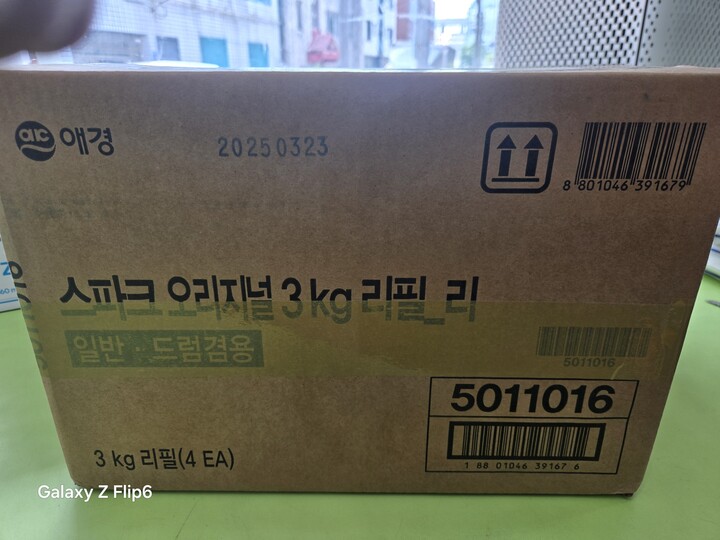 aic 애경
20250323
8 801046 391679
스파크 오리지널 3 kg 리필_리
일반 · 드럼겸용
5011016
5011016
1 88 01046 39167 6
3 kg 리필(4 EA)
Galaxy Z Flip6